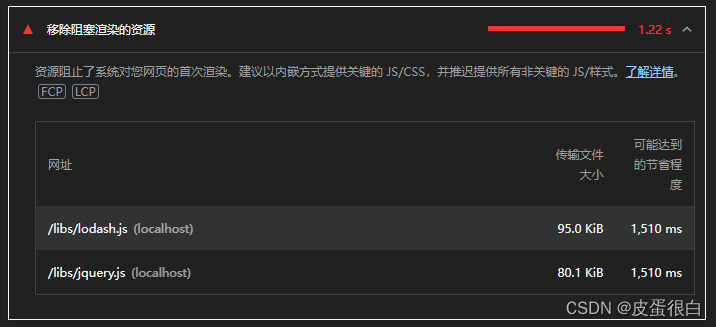 移除阻塞渲染的资源 1.22 s
资源阻止了系统对您网页的首次渲染。建议以内嵌方式提供关键的 JS/CSS，并推迟提供所有非关键的 JS/样式。了解详情。
FCP LCP
网址 传输文件大小 可能达到的节省程度
/libs/lodash.js (localhost) 95.0 KiB 1,510 ms
/libs/jquery.js (localhost) 80.1 KiB 1,510 ms
CSDN @皮蛋很白